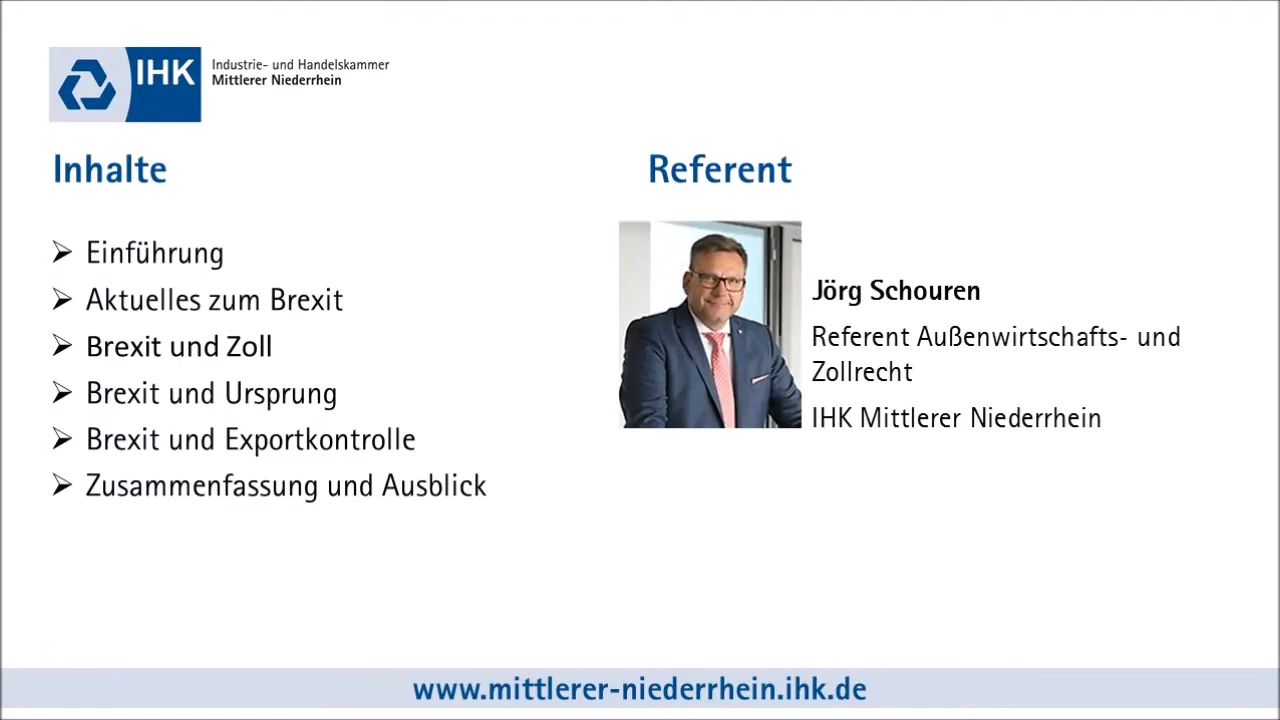 IHK
Industrie- und Handelskammer
Mittlerer Niederrhein
Inhalte
Einführung
Aktuelles zum Brexit
Brexit und Zoll
Brexit und Ursprung
Brexit und Exportkontrolle
Zusammenfassung und Ausblick
Referent
Jörg Schouren
Referent Außenwirtschafts- und
Zollrecht
IHK Mittlerer Niederrhein
www.mittlerer-niederrhein.ihk.de